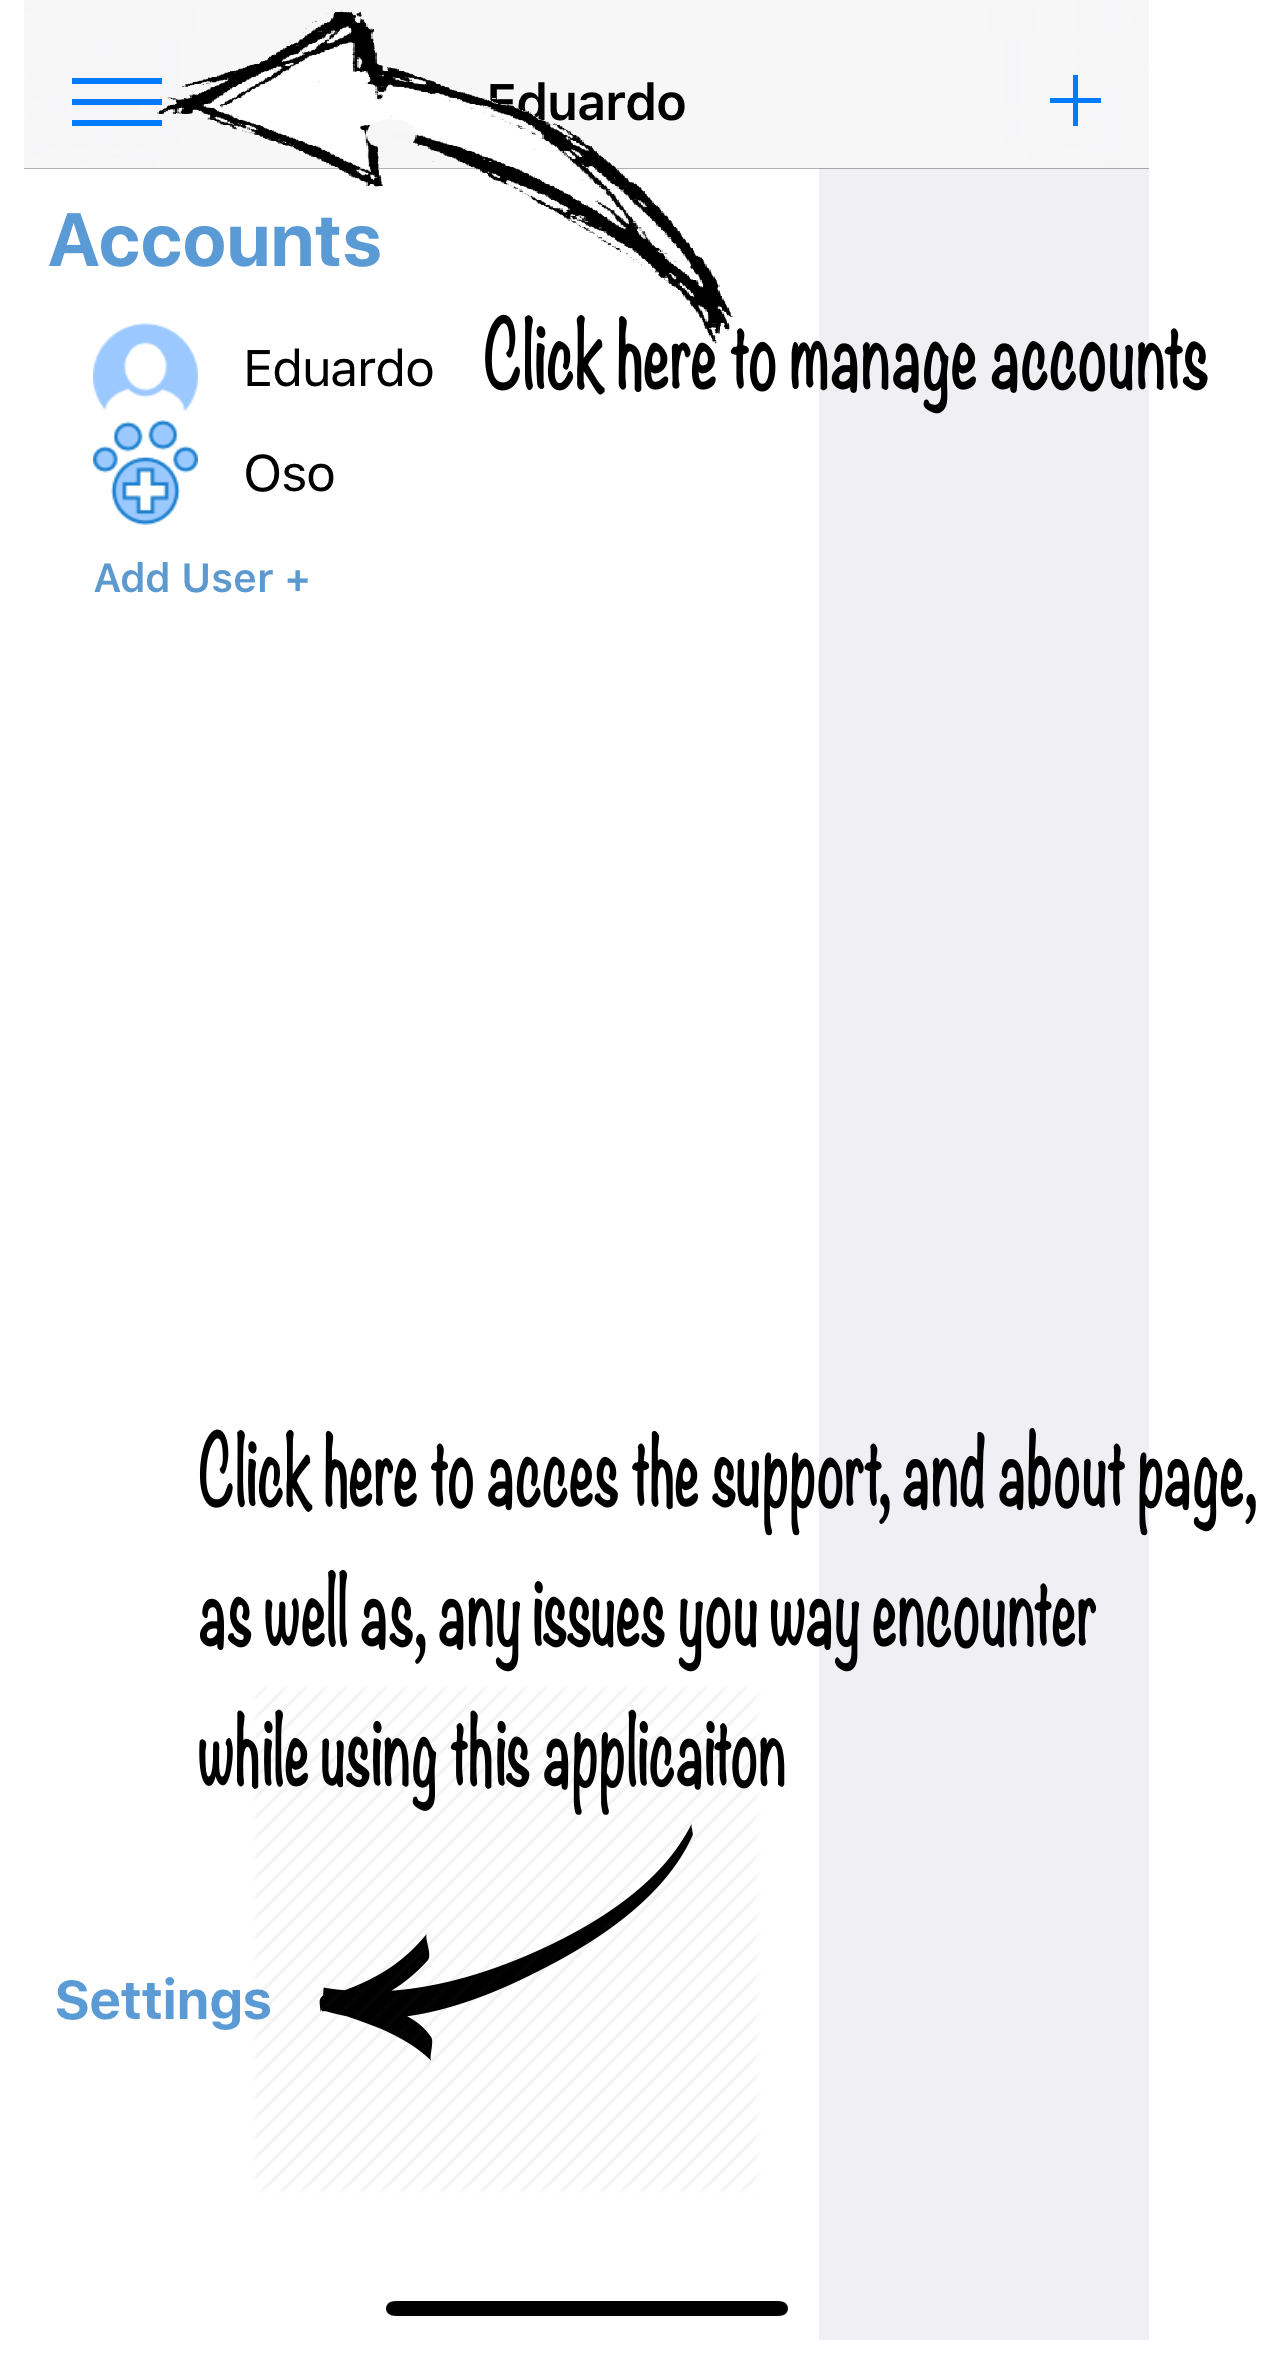 Eduardo
Accounts
Eduardo
Click here to manage accounts
Oso
Add User +
Click here to acces the support, and about page,
as well as, any issues you way encounter
while using this applicaiton
Settings